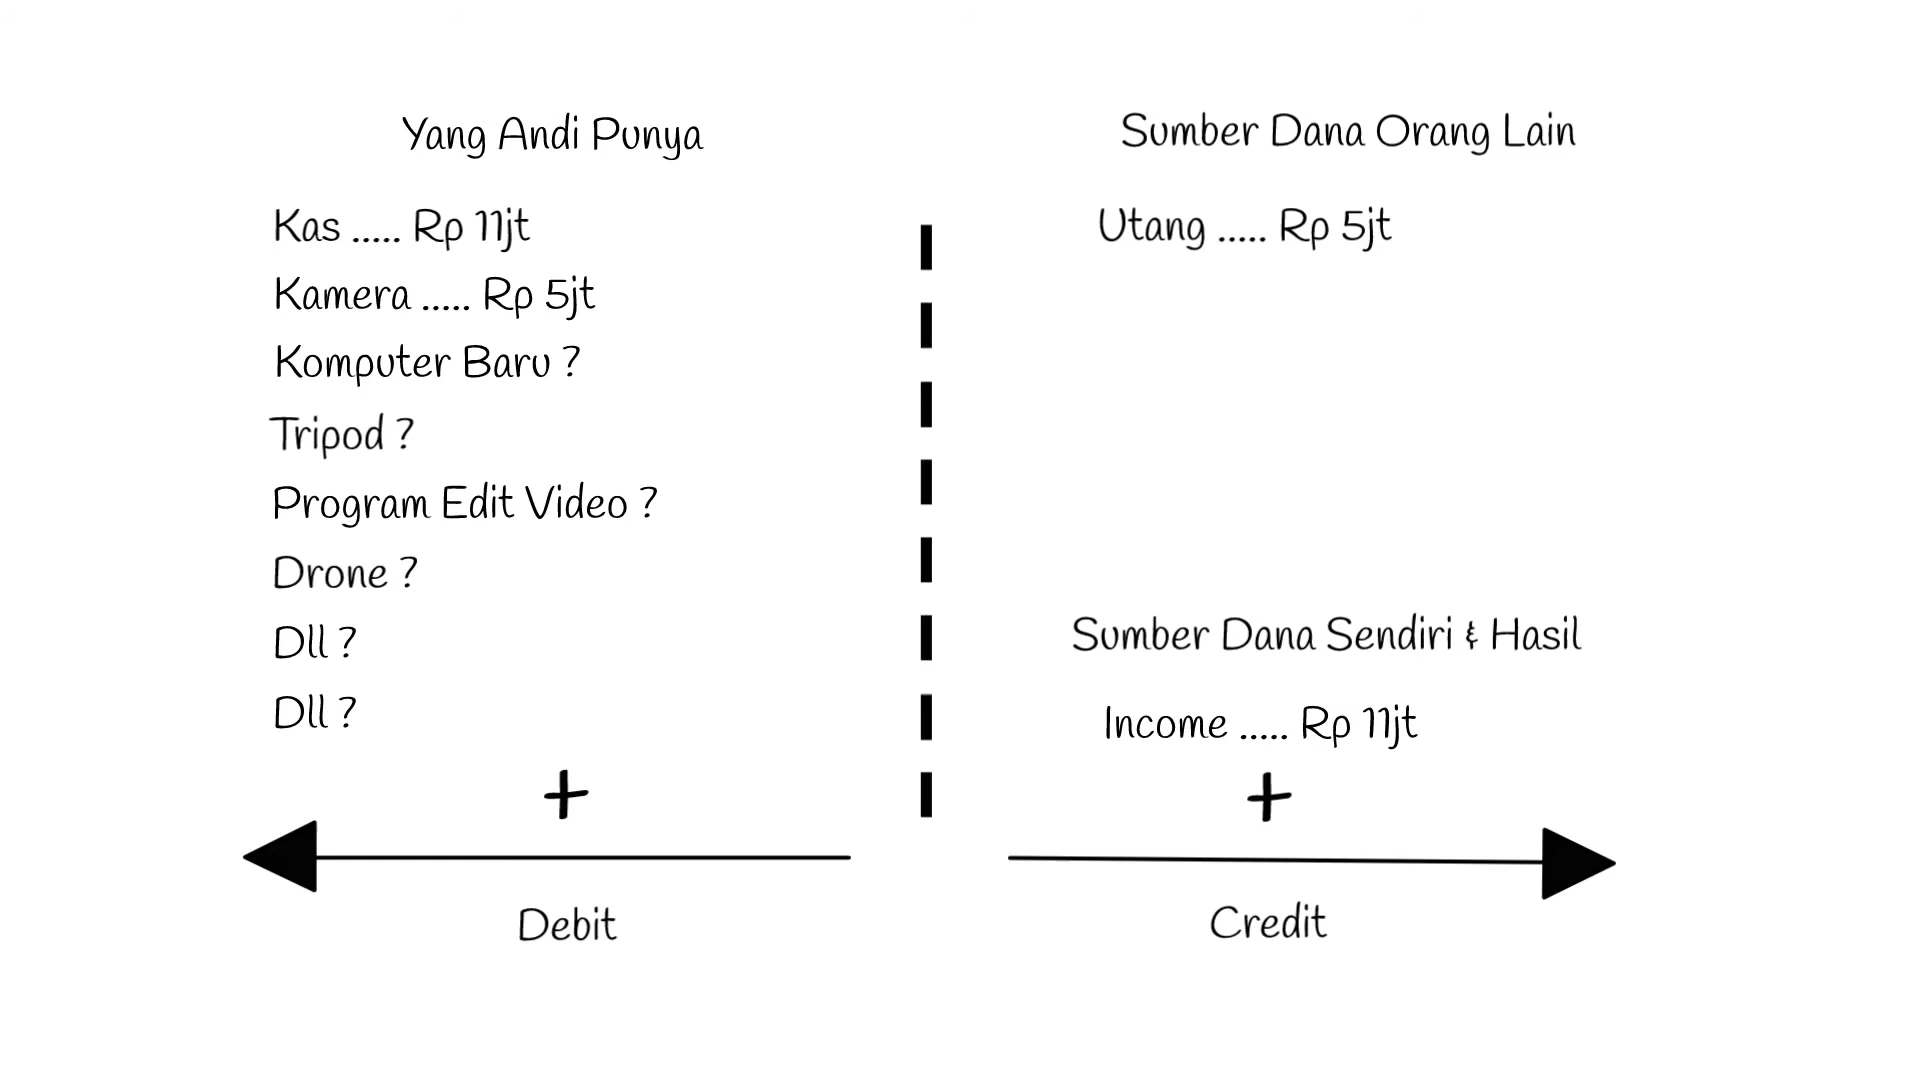 Yang Andi Punya
Kas ..... Rp 11jt
Kamera ..... Rp 5jt
Komputer Baru ?
Tripod ?
Program Edit Video ?
Drone ?
Dll ?
Dll ?
+
Debit
Sumber Dana Orang Lain
Utang ..... Rp 5jt
Sumber Dana Sendiri & Hasil
Income ..... Rp 11jt
+
Credit